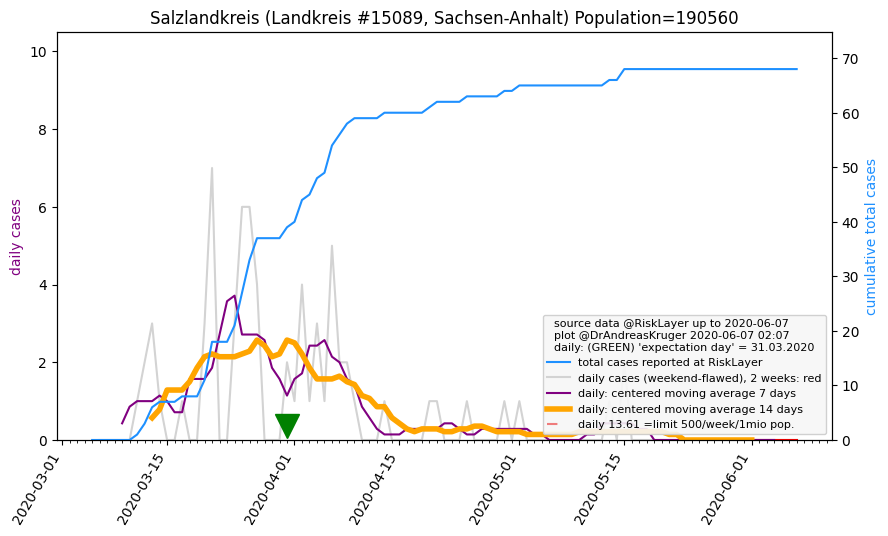 Salzlandkreis (Landkreis #15089, Sachsen-Anhalt) Population=190560
10
8
6
4
2
0
daily cases
70
60
50
40
30
20
10
0
cumulative total cases
source data @RiskLayer up to 2020-06-07
plot @DrAndreasKruger 2020-06-07 02:07
daily: (GREEN) 'expectation day' = 31.03.2020
total cases reported at RiskLayer
daily cases (weekend-flawed), 2 weeks: red
daily: centered moving average 7 days
daily: centered moving average 14 days
daily 13.61 =limit 500/week/1mio pop.
2020-03-01
2020-03-15
2020-04-01
2020-04-15
2020-05-01
2020-05-15
2020-06-01